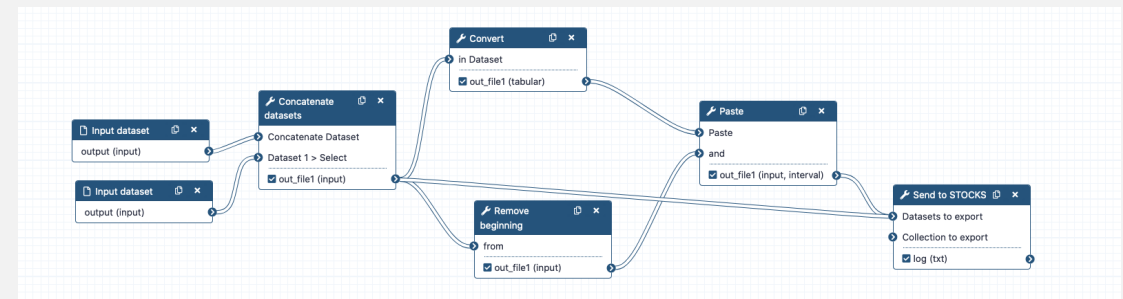 Convert
in Dataset
out_file1 (tabular)
Concatenate
datasets
Concatenate Dataset
Dataset 1 > Select
out_file1 (input)
Input dataset
output (input)
Input dataset
output (input)
Remove
beginning
from
out_file1 (input)
Paste
Paste
and
out_file1 (input, interval)
Send to STOCKS
Datasets to export
Collection to export
log (txt)